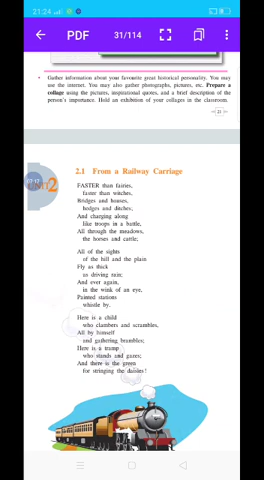 21:24
PDF
31/114
• Gather information about your favourite great historical personality. You may
use the internet. You may also gather photographs, pictures, etc. Prepare a
collage using the pictures, inspirational quotes, and a brief description of the
person's importance. Hold an exhibition of your collages in the classroom.
21
UNIT 2
2.1 From a Railway Carriage
FASTER than fairies,
faster than witches,
Bridges and houses,
hedges and ditches;
And charging along
like troops in a battle,
All through the meadows,
the horses and cattle;
All of the sights
of the hill and the plain
Fly as thick
as driving rain;
And ever again,
in the wink of an eye,
Painted stations
whistle by.
Here is a child
who clambers and scrambles,
All by himself
and gathering brambles;
Here is a tramp
who stands and gazes;
And there is the green
for stringing the daisies!